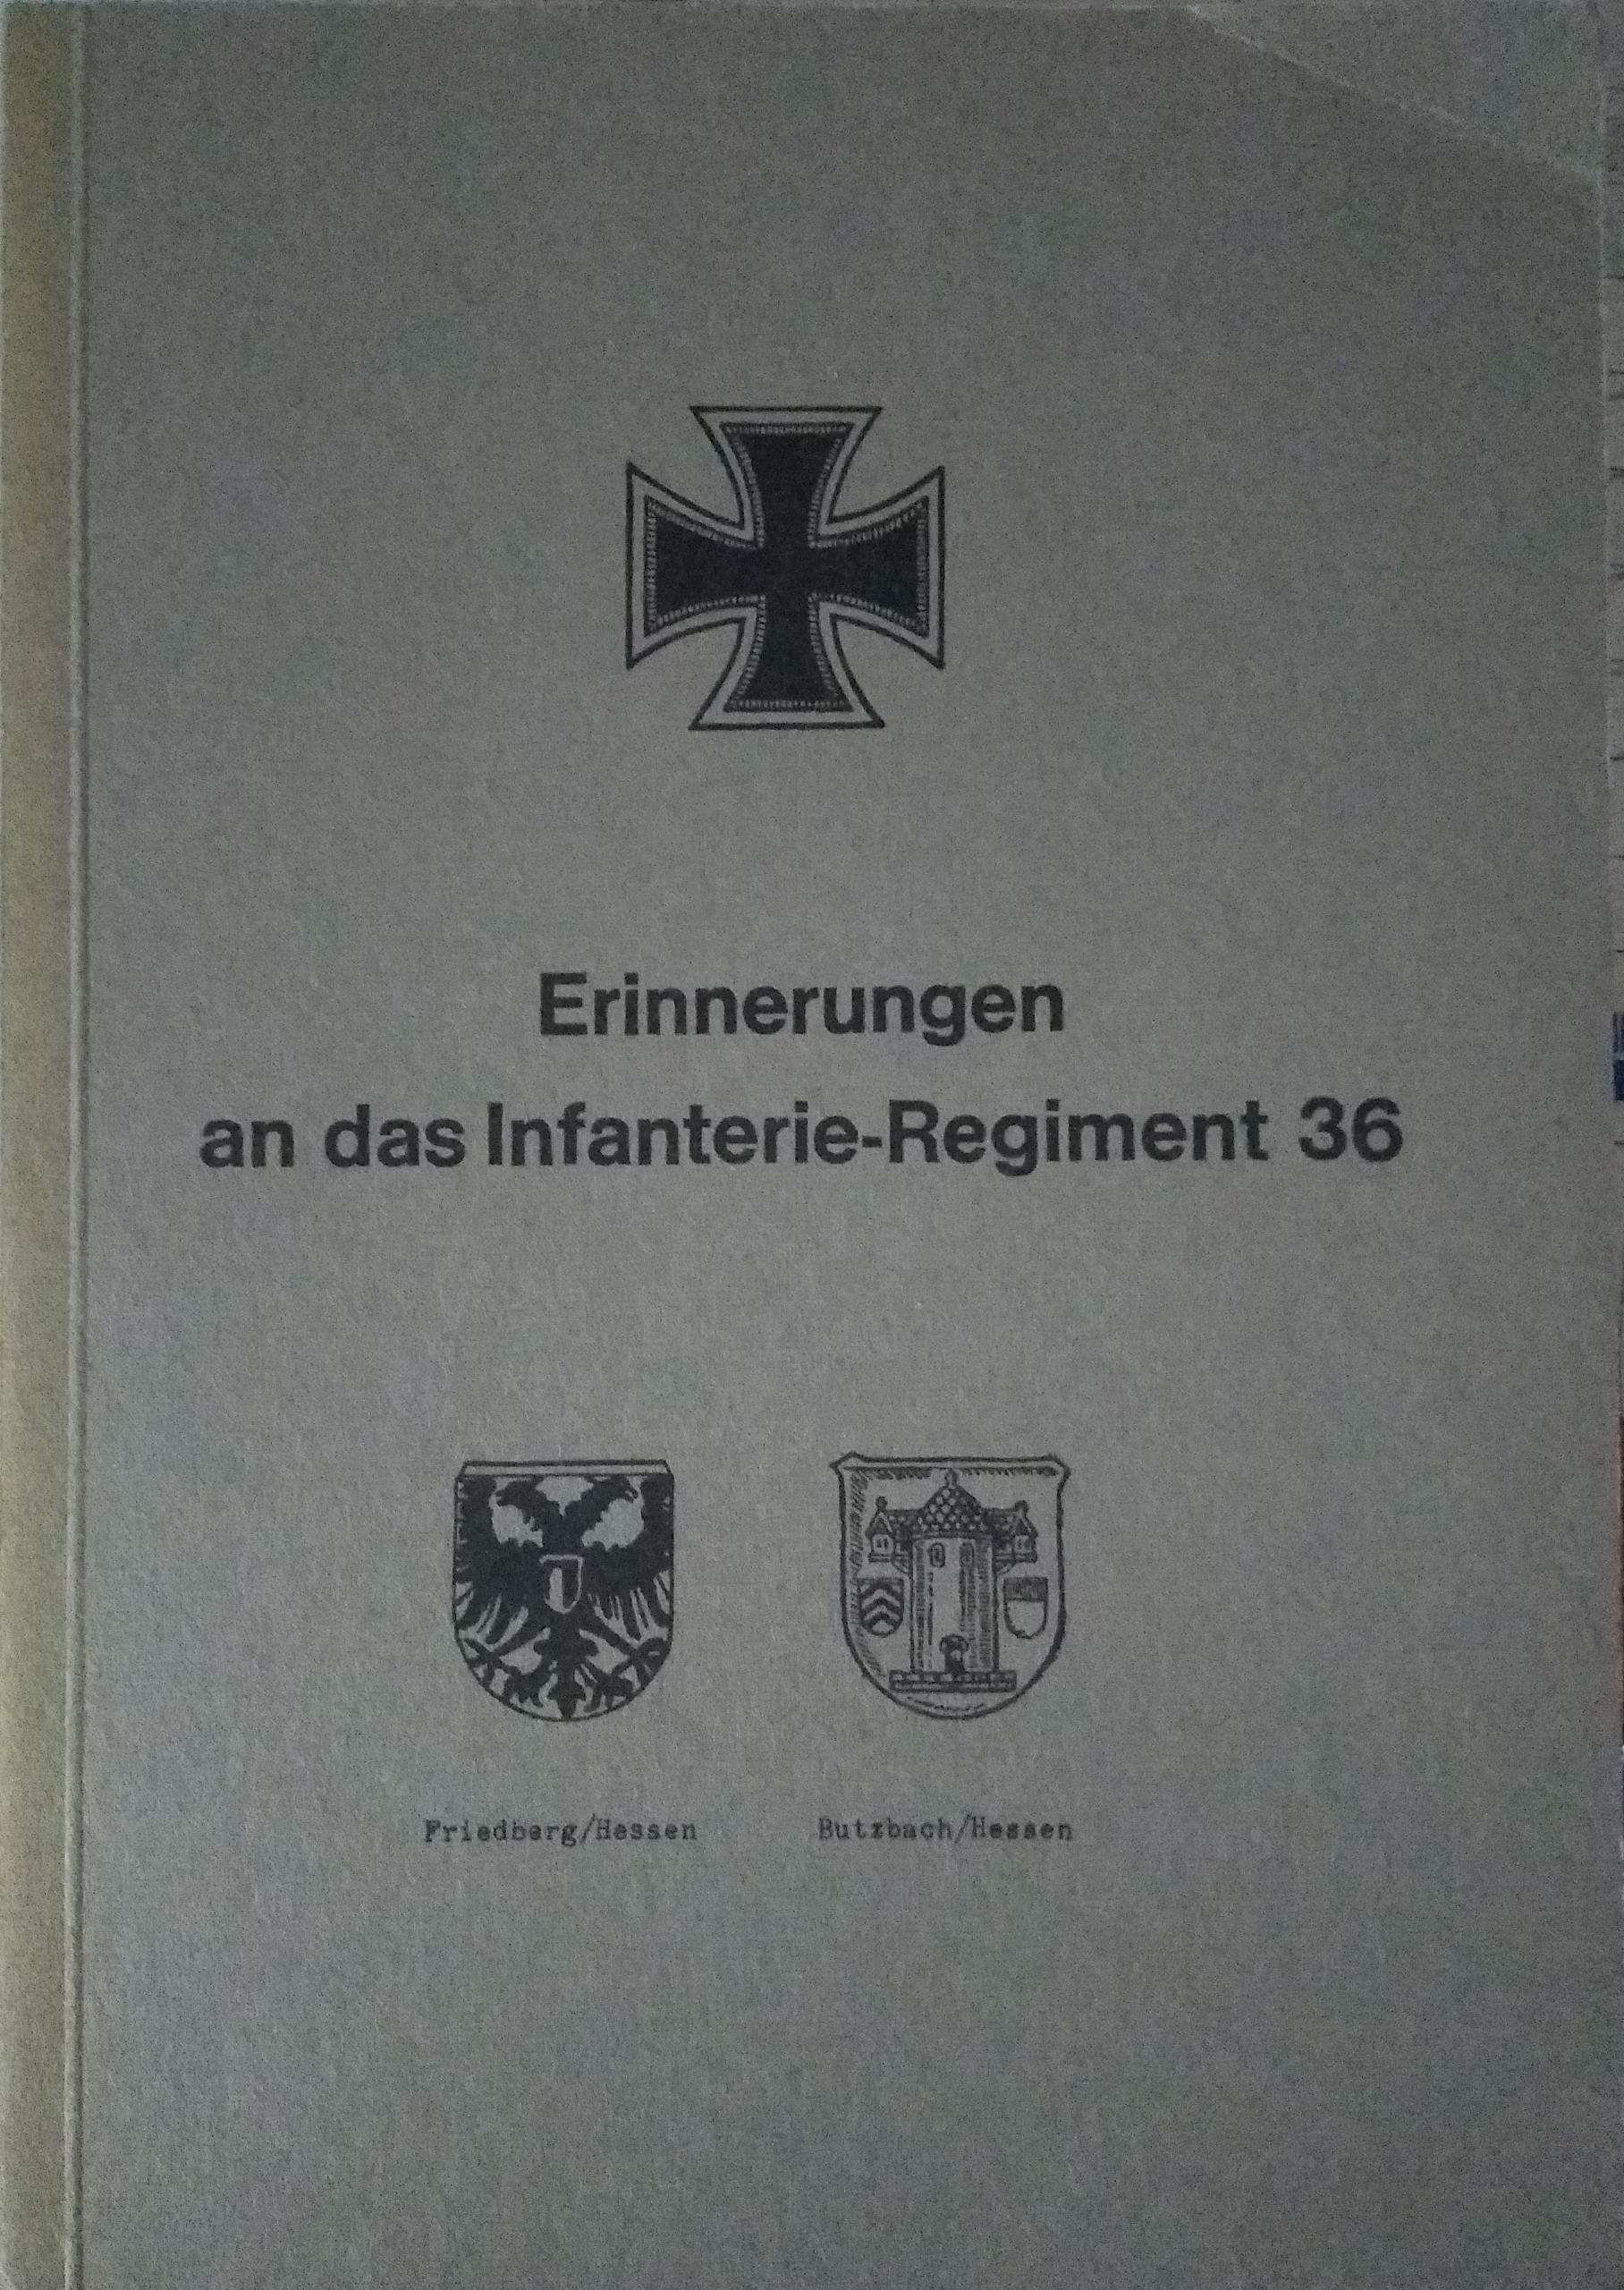 Erinnerungen
an das Infanterie-Regiment 36
Friedberg/Hessen
Butzbach/Hessen